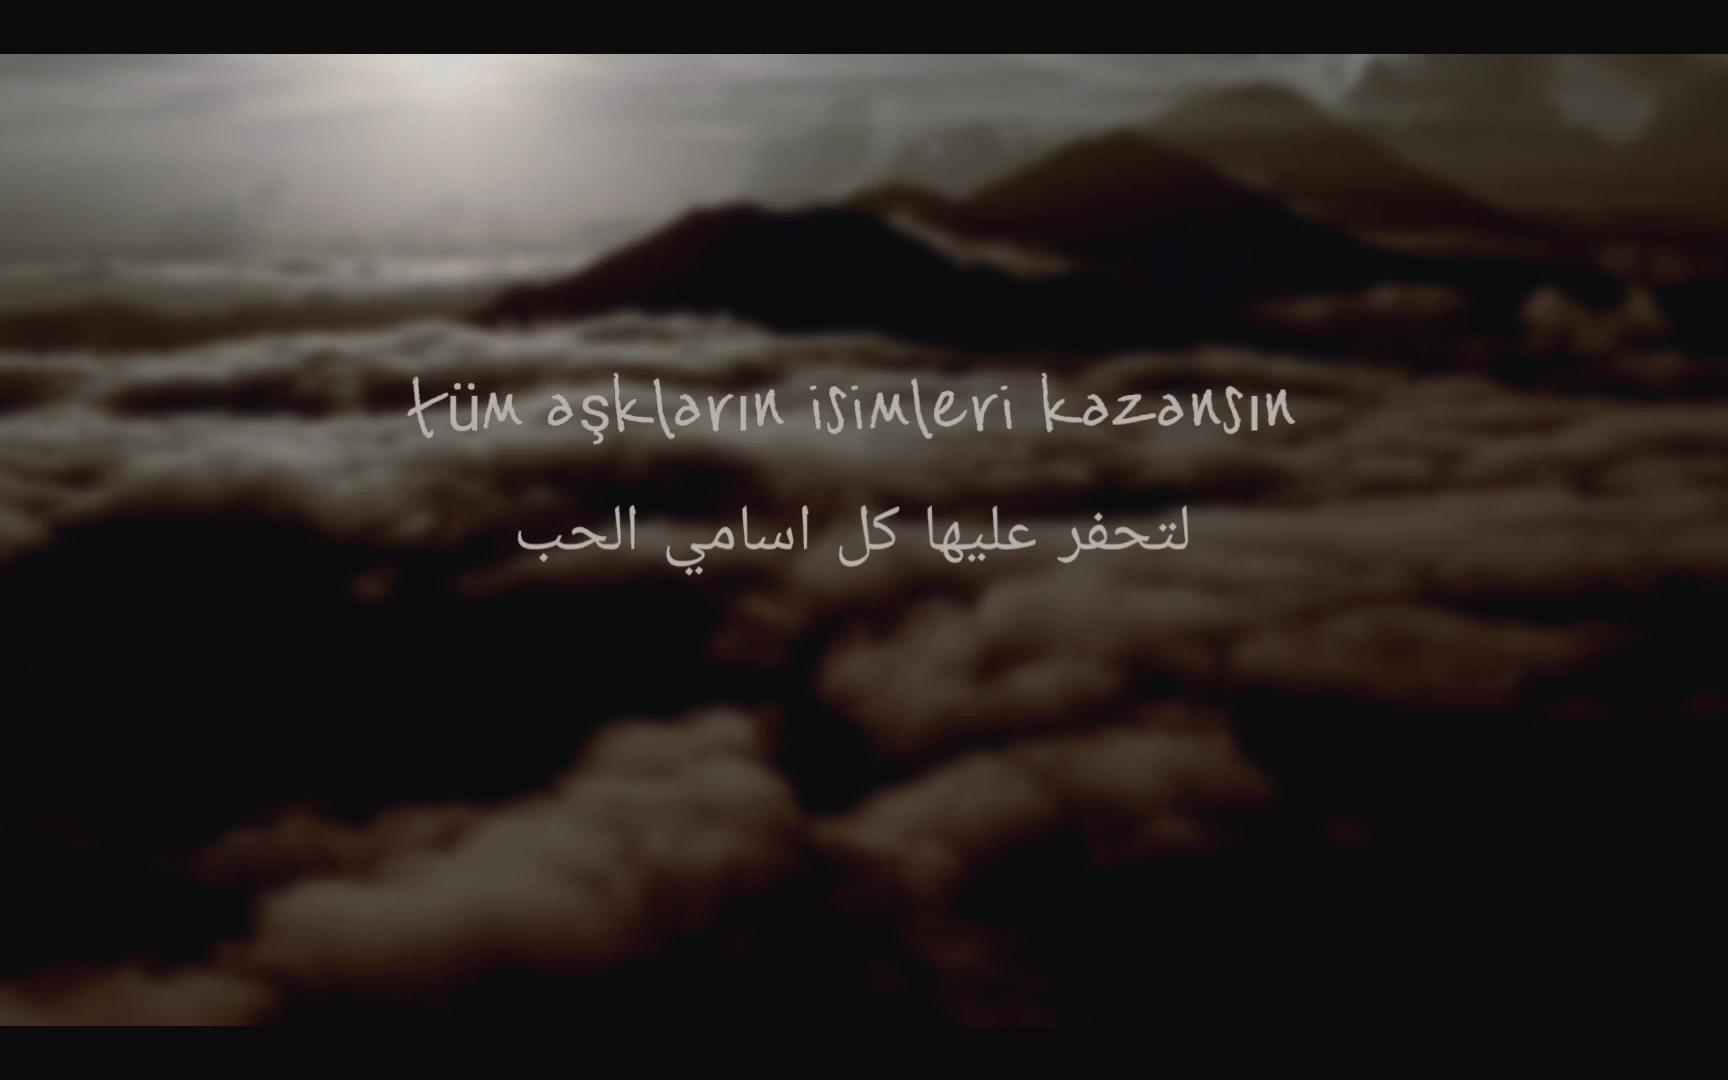 tüm aşkların isimleri kazansın
لتحفر عليها كل اسامي الحب